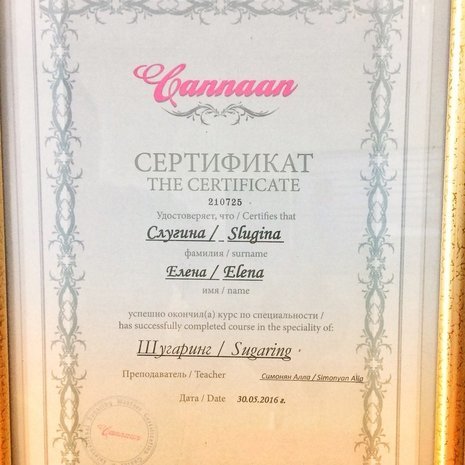 Cannaan
СЕРТИФИКАТ
THE CERTIFICATE
210725
Удостоверяет, что / Certifies that
Слугина / Slugina
фамилия / surname
Елена / Elena
имя / name
успешно окончил(а) курс по специальности /
has successfully completed course in the speciality of:
Шугаринг / Sugaring
Преподаватель / Teacher Симонян Алла / Simonyan Alla
Дата / Date 30.05.2016 г.
Cannaan